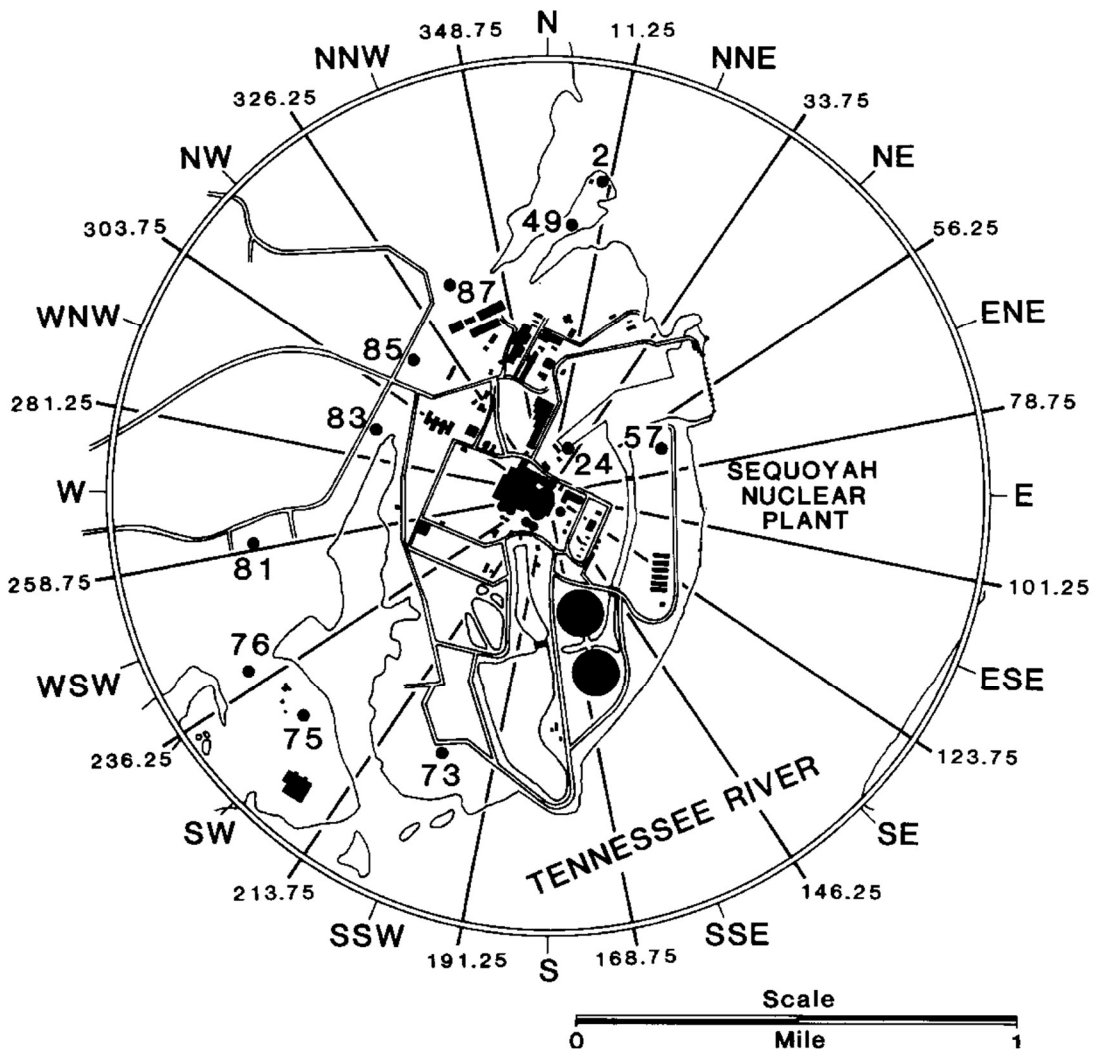 N
348.75
11.25
NNW
NNE
326.25
33.75
NW
NE
2
303.75
49
56.25
WNW
87
ENE
85
281.25
83
78.75
57
24
W
SEQUOYAH
NUCLEAR
PLANT
E
81
258.75
101.25
76
WSW
ESE
75
236.25
73
123.75
SW
TENNESSEE RIVER
SE
213.75
146.25
SSW
SSE
191.25
S
168.75
Scale
0
Mile
1